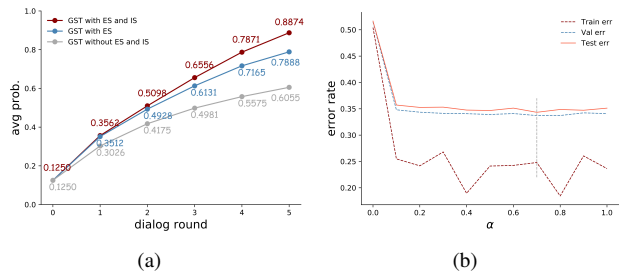 GST with ES and IS
GST with ES
GST without ES and IS
avg prob.
1.0
0.8
0.6
0.4
0.2
0.0
0.1250
0.3562
0.5098
0.6556
0.7871
0.8874
0.3512
0.4928
0.6131
0.7165
0.7888
0.1250
0.3026
0.4175
0.4981
0.5575
0.6055
0 1 2 3 4 5
dialog round
(a)
Train err
Val err
Test err
error rate
0.50
0.45
0.40
0.35
0.30
0.25
0.20
0.0 0.2 0.4 0.6 0.8 1.0
α
(b)